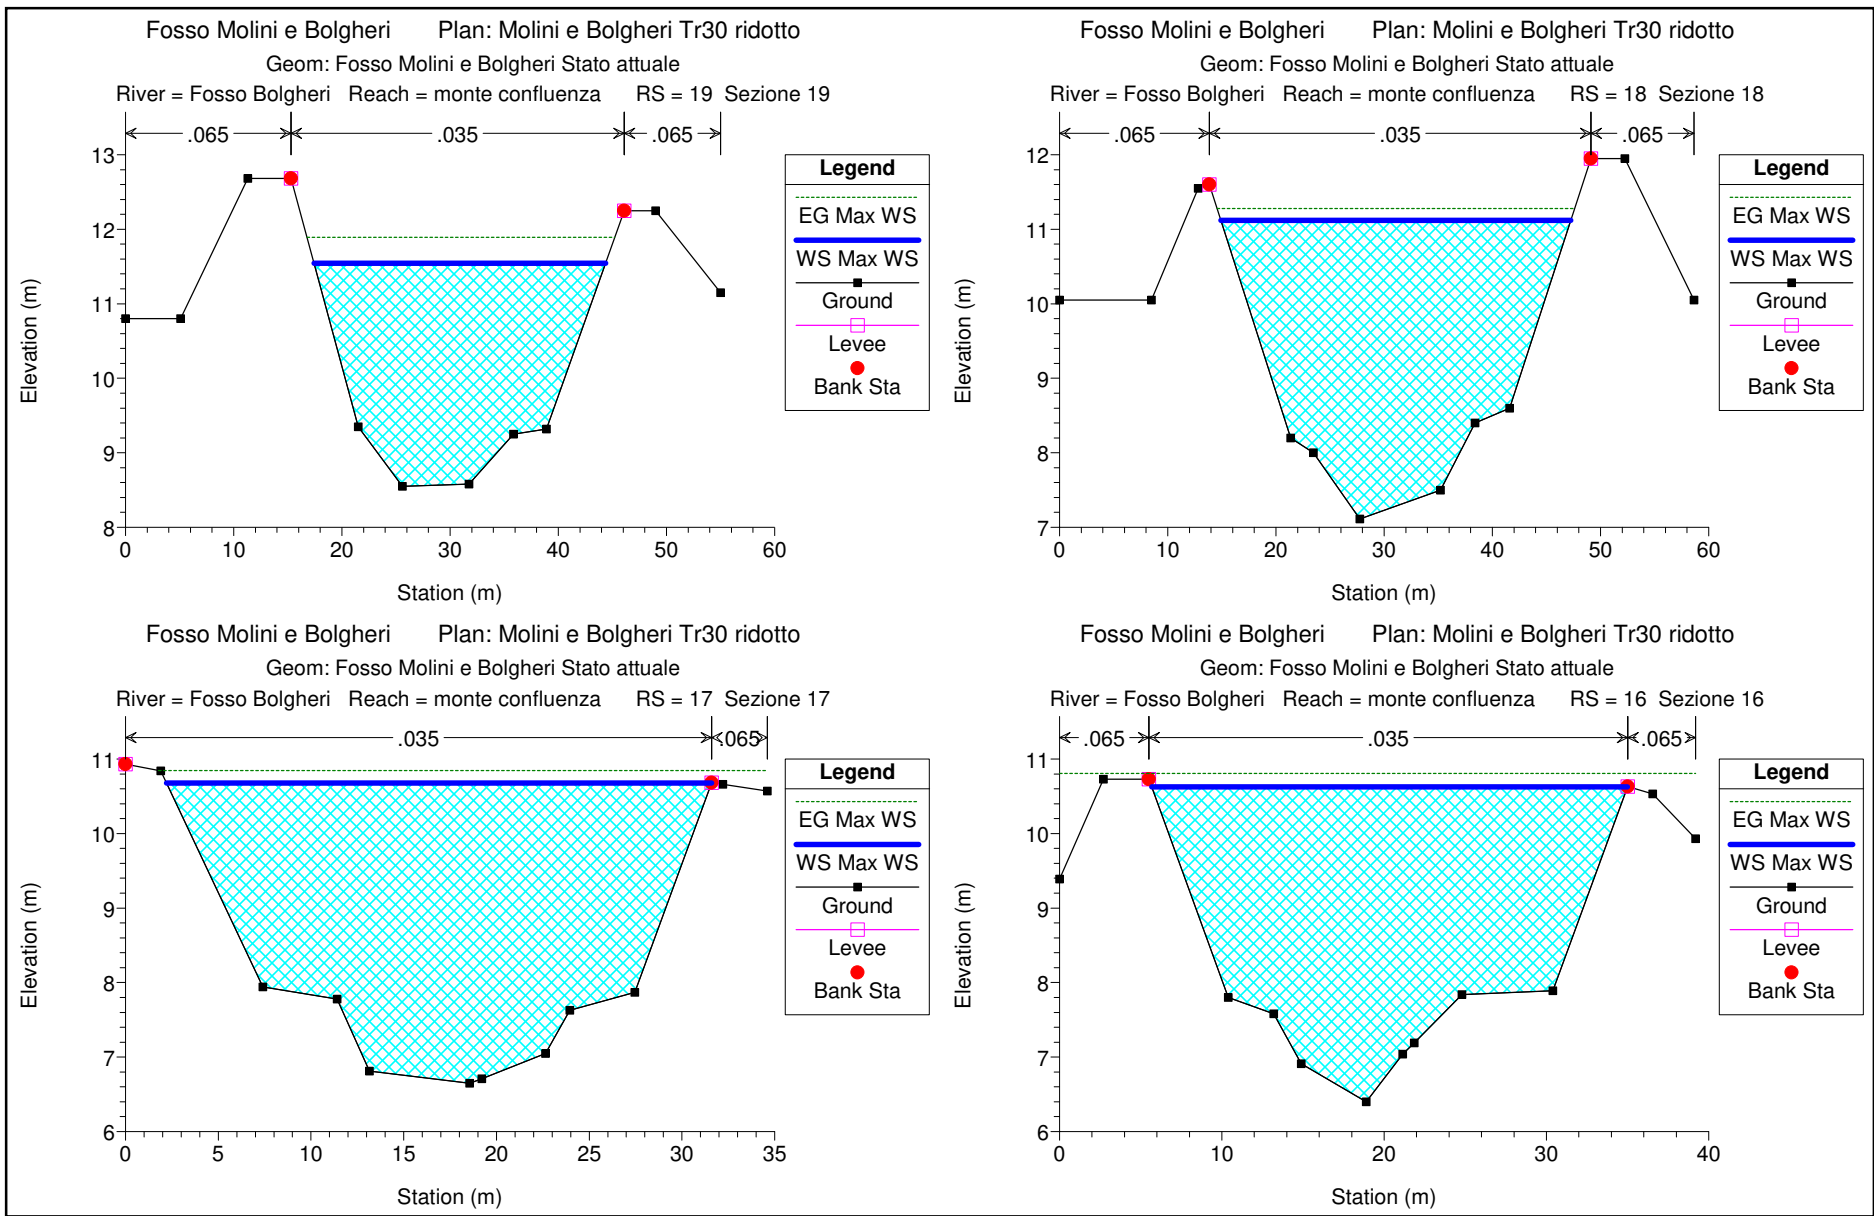 Fosso Molini e Bolgheri Plan: Molini e Bolgheri Tr30 ridotto
Geom: Fosso Molini e Bolgheri Stato attuale
River = Fosso Bolgheri Reach = monte confluenza RS = 19 Sezione 19
.065 .035 .065
13
12
11
10
9
8
Elevation (m)
0 10 20 30 40 50 60
Station (m)
Legend
EG Max WS
WS Max WS
Ground
Levee
Bank Sta
Fosso Molini e Bolgheri Plan: Molini e Bolgheri Tr30 ridotto
Geom: Fosso Molini e Bolgheri Stato attuale
River = Fosso Bolgheri Reach = monte confluenza RS = 18 Sezione 18
.065 .035 .065
12
11
10
9
8
7
Elevation (m)
0 10 20 30 40 50 60
Station (m)
Legend
EG Max WS
WS Max WS
Ground
Levee
Bank Sta
Fosso Molini e Bolgheri Plan: Molini e Bolgheri Tr30 ridotto
Geom: Fosso Molini e Bolgheri Stato attuale
River = Fosso Bolgheri Reach = monte confluenza RS = 17 Sezione 17
.035 .065
11
10
9
8
7
6
Elevation (m)
0 5 10 15 20 25 30 35
Station (m)
Legend
EG Max WS
WS Max WS
Ground
Levee
Bank Sta
Fosso Molini e Bolgheri Plan: Molini e Bolgheri Tr30 ridotto
Geom: Fosso Molini e Bolgheri Stato attuale
River = Fosso Bolgheri Reach = monte confluenza RS = 16 Sezione 16
.065 .035 .065
11
10
9
8
7
6
Elevation (m)
0 10 20 30 40
Station (m)
Legend
EG Max WS
WS Max WS
Ground
Levee
Bank Sta